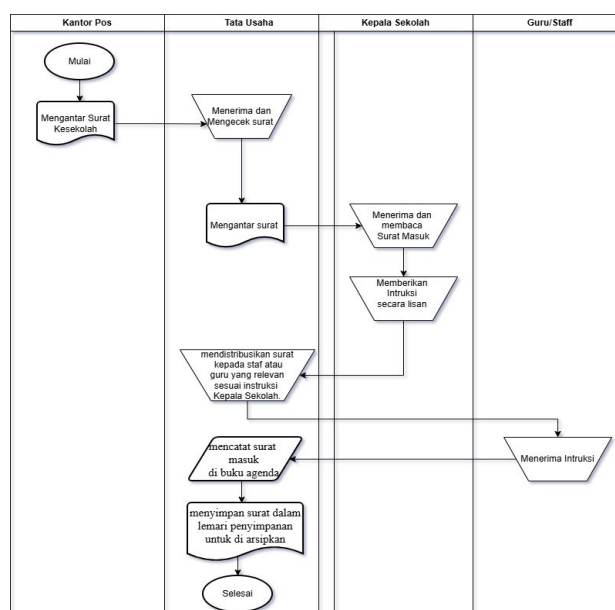 Kantor Pos
Tata Usaha
Kepala Sekolah
Guru/Staff
Mulai
Mengantar Surat
Kesekolah
Menerima dan
Mengecek surat
Mengantar surat
Menerima dan
membaca
Surat Masuk
Memberikan
Intruksi
secara lisan
mendistribusikan surat
kepada staf atau
guru yang relevan
sesuai instruksi
Kepala Sekolah.
Menerima Intruksi
mencatat surat
masuk
di buku agenda
menyimpan surat dalam
lemari penyimpanan
untuk di arsipkan
Selesai